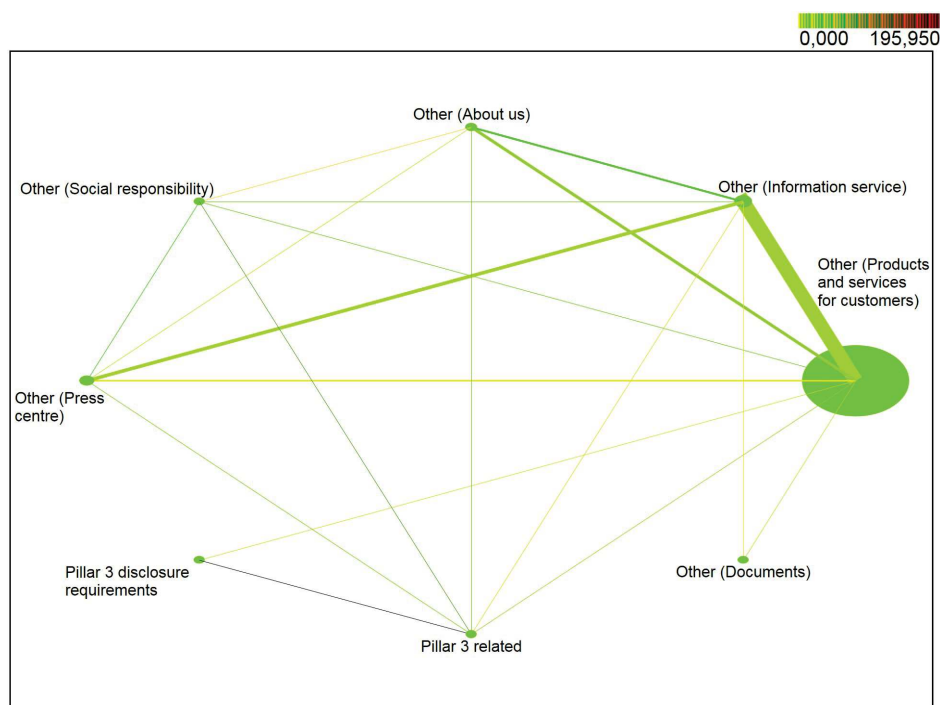 0,000 195,950
Other (About us)
Other (Social responsibility)
Other (Information service)
Other (Products
and services
for customers)
Other (Press
centre)
Pillar 3 disclosure
requirements
Other (Documents)
Pillar 3 related